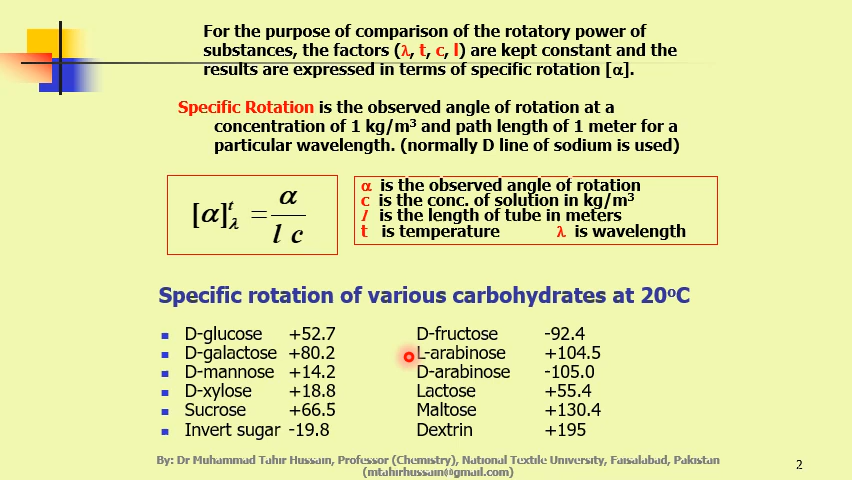 For the purpose of comparison of the rotatory power of
substances, the factors (λ, t, c, l) are kept constant and the
results are expressed in terms of specific rotation [α].
Specific Rotation is the observed angle of rotation at a
concentration of 1 kg/m³ and path length of 1 meter for a
particular wavelength. (normally D line of sodium is used)
[α]ᵗλ = α / l c
α is the observed angle of rotation
c is the conc. of solution in kg/m³
l is the length of tube in meters
t is temperature λ is wavelength
Specific rotation of various carbohydrates at 20ºC
D-glucose +52.7 D-fructose -92.4
D-galactose +80.2 L-arabinose +104.5
D-mannose +14.2 D-arabinose -105.0
D-xylose +18.8 Lactose +55.4
Sucrose +66.5 Maltose +130.4
Invert sugar -19.8 Dextrin +195
By: Dr Muhammad Tahir Hussain, Professor (Chemistry), National Textile University, Faisalabad, Pakistan
(mtahirhussain@gmail.com)
2